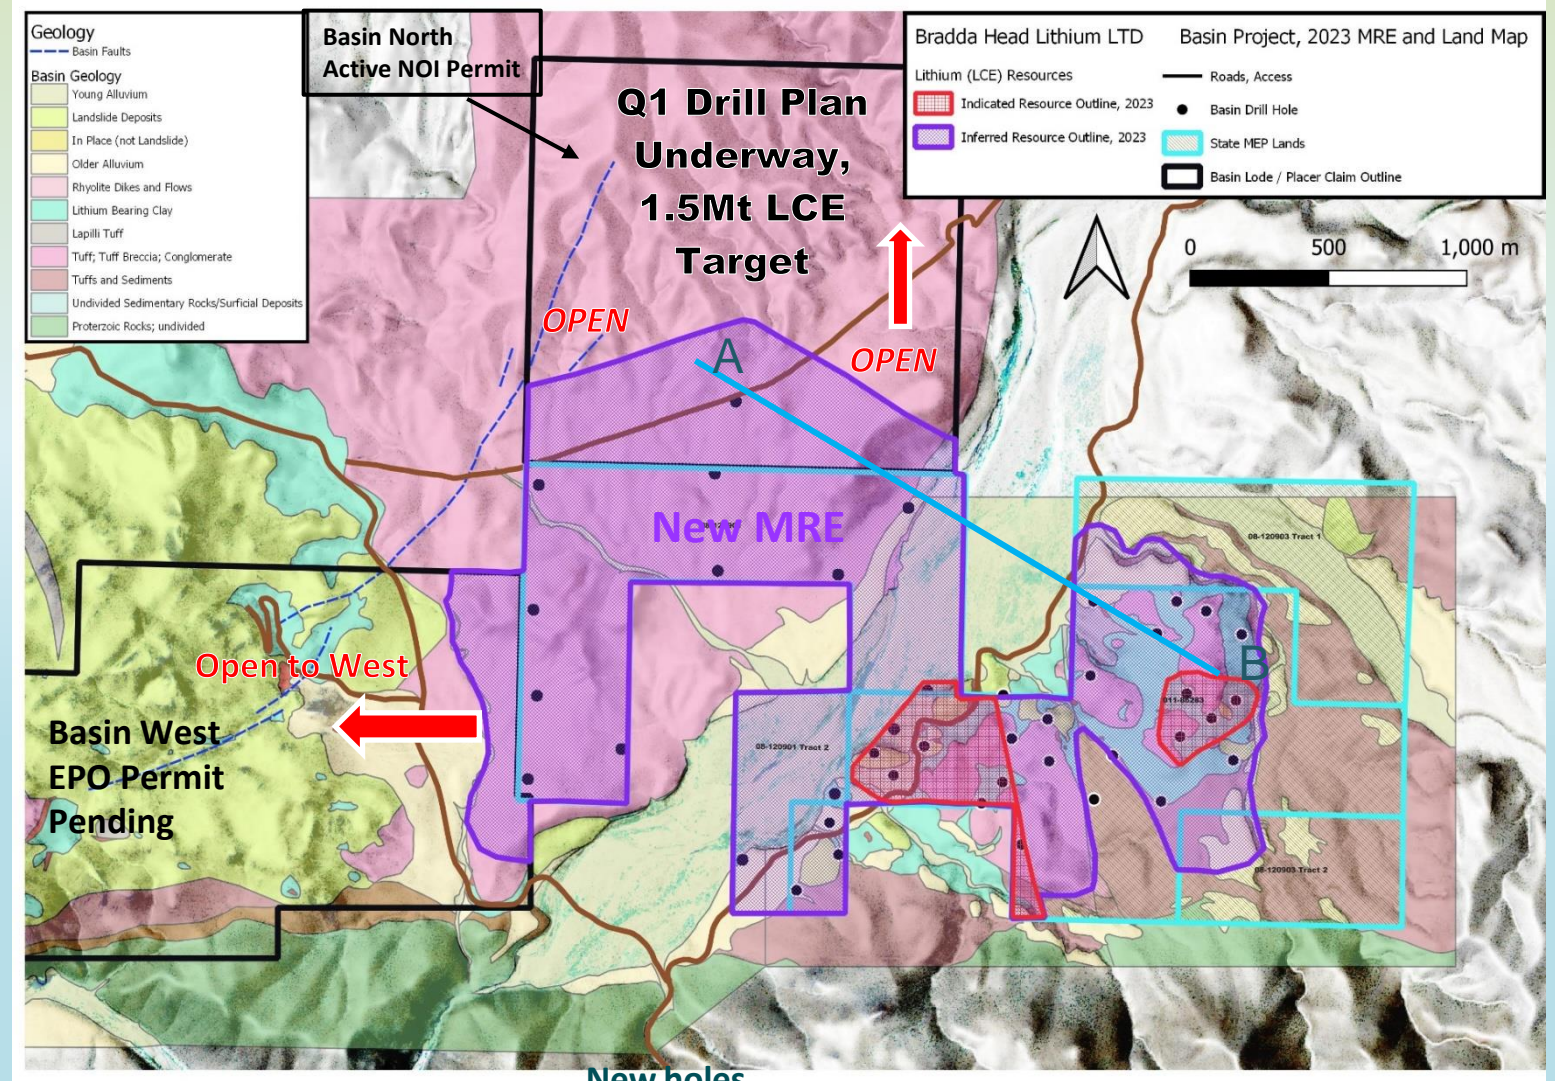 Geology
Basin Faults
Basin Geology
Young Alluvium
Landslide Deposits
In Place (not Landslide)
Older Alluvium
Rhyolite Dikes and Flows
Lithium Bearing Clay
Lapilli Tuff
Tuff; Tuff Breccia; Conglomerate
Tuffs and Sediments
Undivided Sedimentary Rocks/Surficial Deposits
Proterzoic Rocks; undivided
Basin North
Active NOI Permit
Q1 Drill Plan
Underway,
1.5Mt LCE
Target
Bradda Head Lithium LTD
Basin Project, 2023 MRE and Land Map
Lithium (LCE) Resources
Indicated Resource Outline, 2023
Inferred Resource Outline, 2023
Roads, Access
Basin Drill Hole
State MEP Lands
Basin Lode / Placer Claim Outline
0 500 1,000 m
OPEN
OPEN
A
New MRE
08-120903 Tract 1
Open to West
B
011-05263
Basin West
EPO Permit
Pending
08-120901 Tract 2
08-120903 Tract 2
New holes